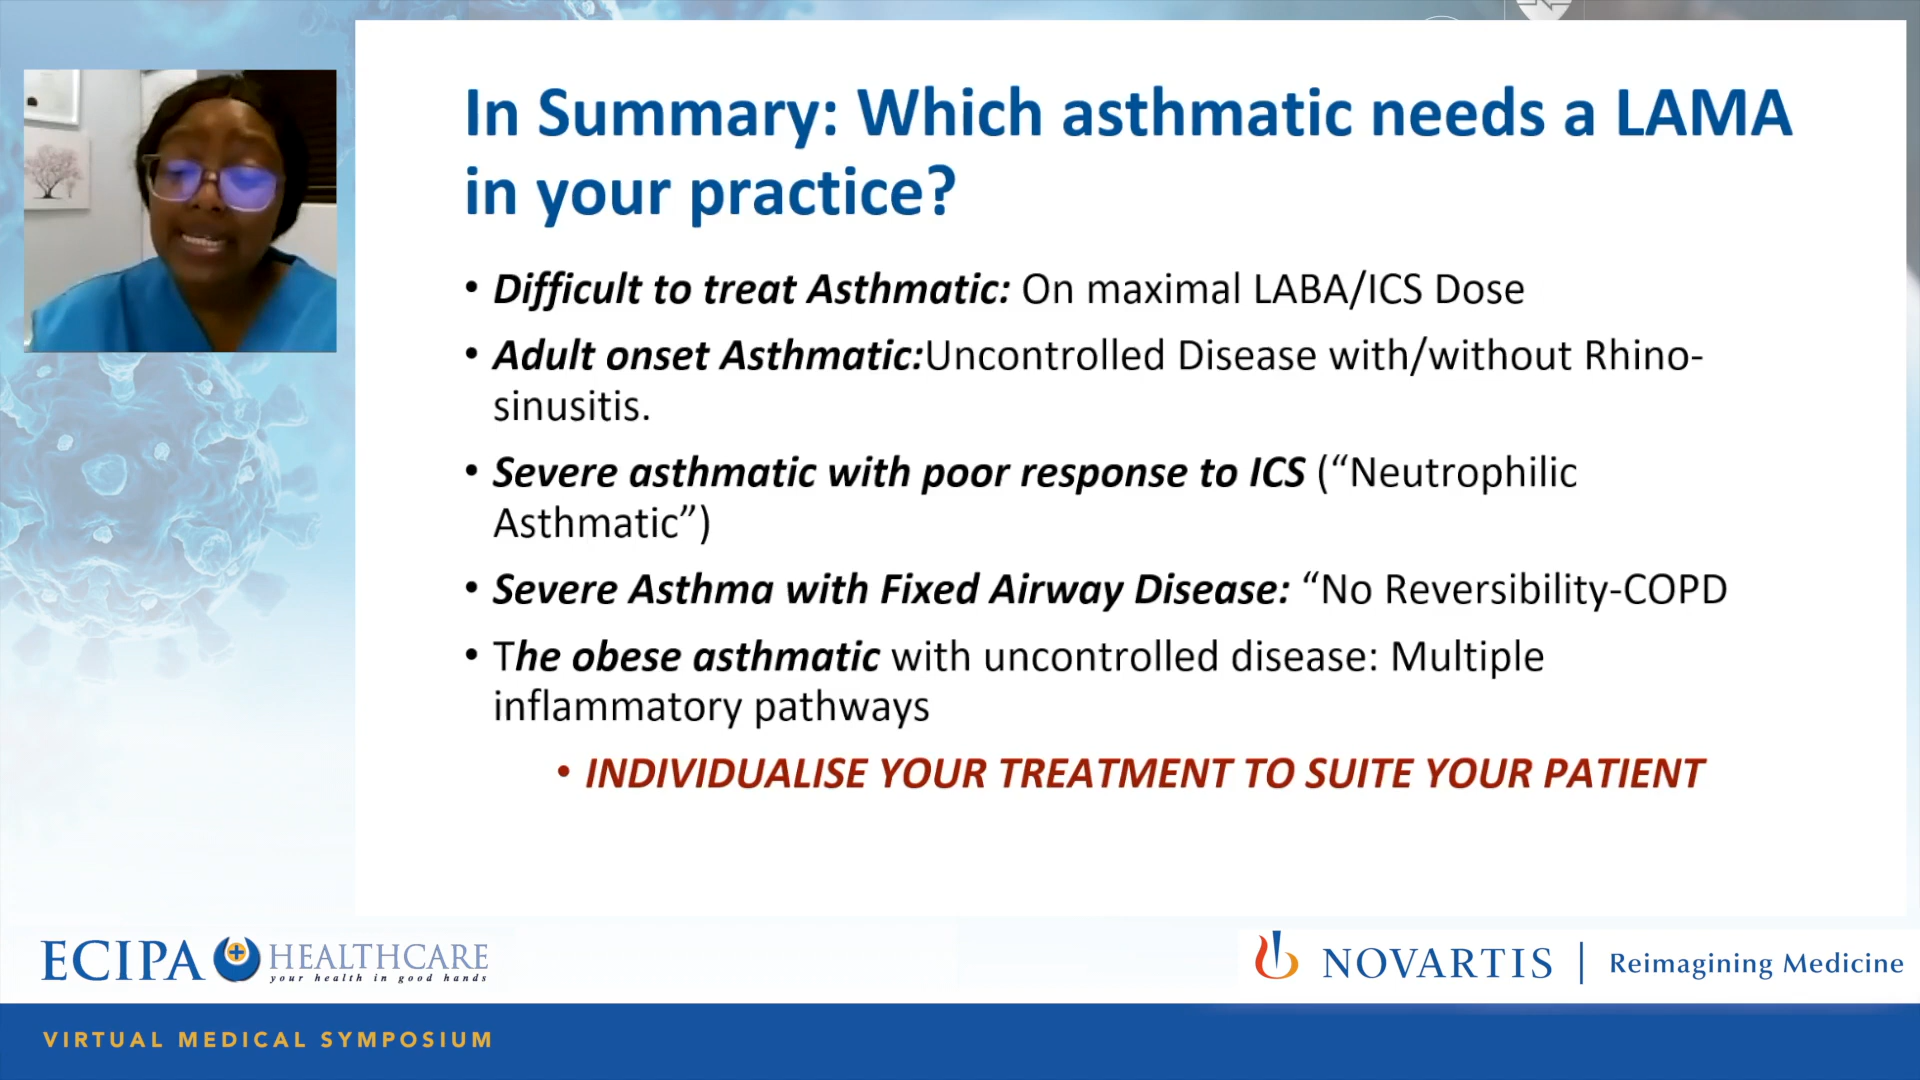 In Summary: Which asthmatic needs a LAMA
in your practice?
• Difficult to treat Asthmatic: On maximal LABA/ICS Dose
• Adult onset Asthmatic:Uncontrolled Disease with/without Rhino-
sinusitis.
• Severe asthmatic with poor response to ICS (“Neutrophilic
Asthmatic”)
• Severe Asthma with Fixed Airway Disease: “No Reversibility-COPD
• The obese asthmatic with uncontrolled disease: Multiple
inflammatory pathways
• INDIVIDUALISE YOUR TREATMENT TO SUITE YOUR PATIENT
ECIPA HEALTHCARE
your health in good hands
NOVARTIS | Reimagining Medicine
VIRTUAL MEDICAL SYMPOSIUM